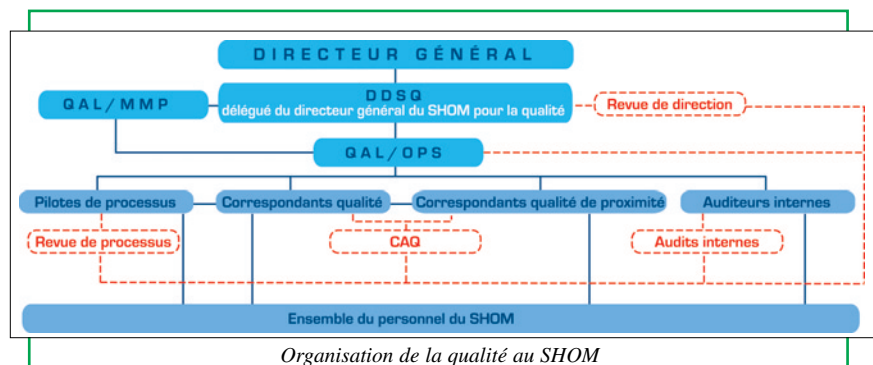 DIRECTEUR GÉNÉRAL
DDSQ
délégué du directeur général du SHOM pour la qualité
QAL/MMP
Revue de direction
QAL/OPS
Pilotes de processus
Correspondants qualité
Correspondants qualité de proximité
Auditeurs internes
Revue de processus
CAQ
Audits internes
Ensemble du personnel du SHOM
Organisation de la qualité au SHOM